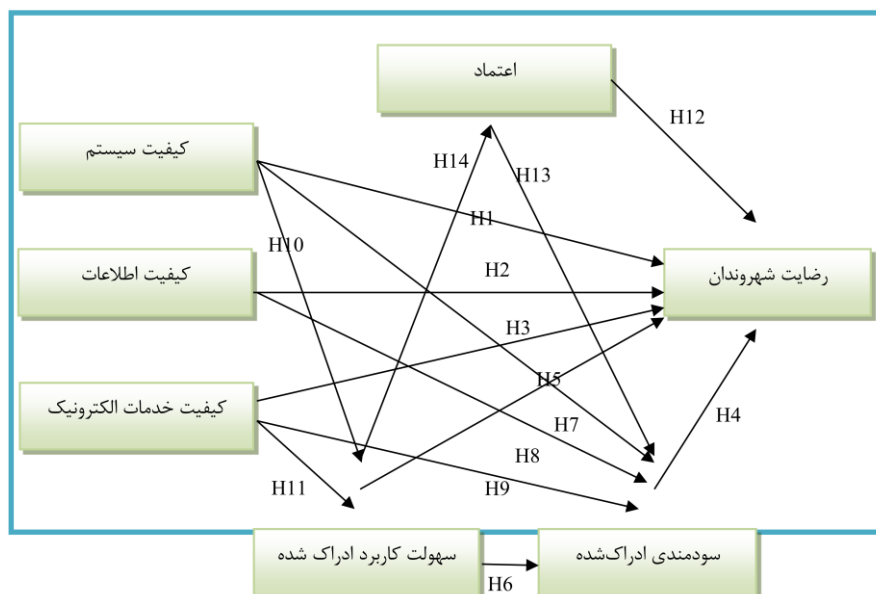 اعتماد
H12
کیفیت سیستم
H14
H13
H1
H10
کیفیت اطلاعات
H2
رضایت شهروندان
H3
کیفیت خدمات الکترونیک
H5
H7
H4
H8
H11
H9
سهولت کاربرد ادراک شده
سودمندی ادراک‌شده
H6